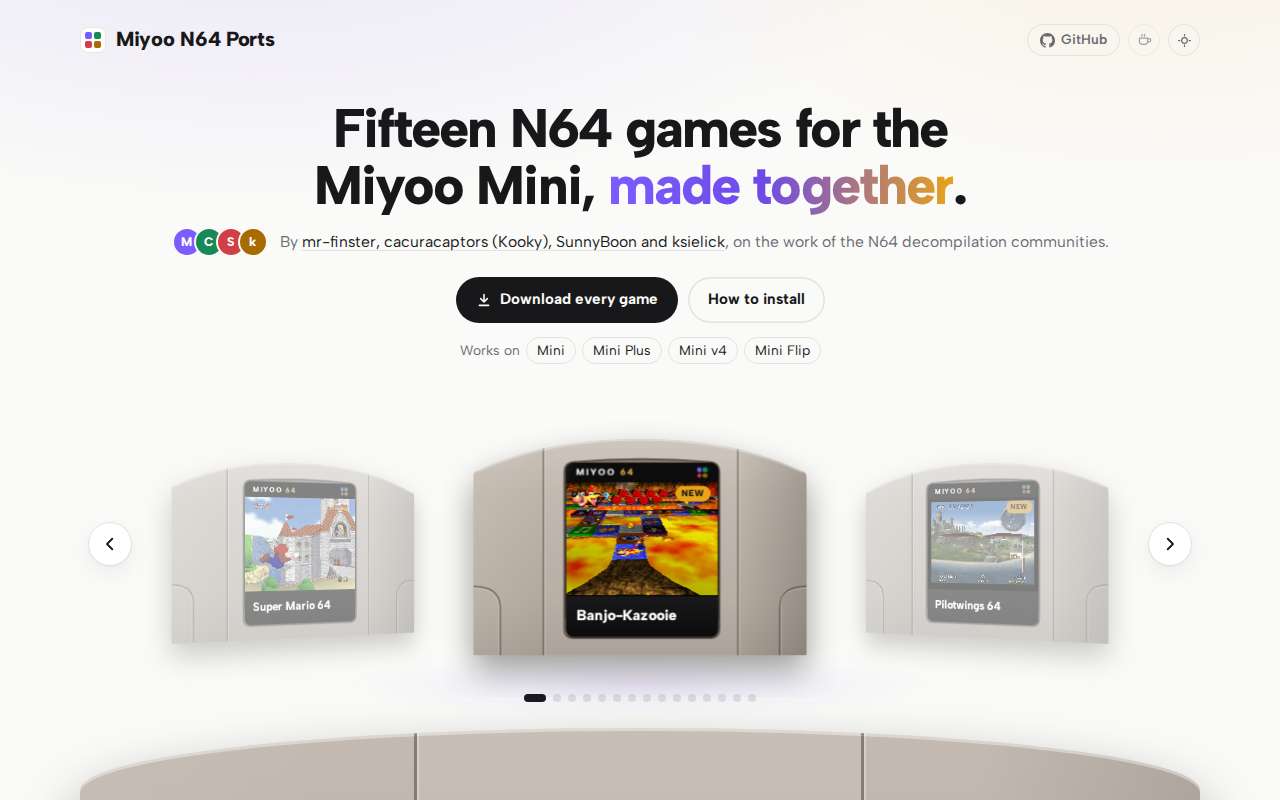 Miyoo N64 Ports
GitHub
Fifteen N64 games for the
Miyoo Mini, made together.
M C S k
By mr-finster, cacuracaptors (Kooky), SunnyBoon and ksielick, on the work of the N64 decompilation communities.
Download every game
How to install
Works on Mini Mini Plus Mini v4 Mini Flip
MIYOO 64
Super Mario 64
MIYOO 64
NEW
Banjo-Kazooie
MIYOO 64
NEW
Pilotwings 64